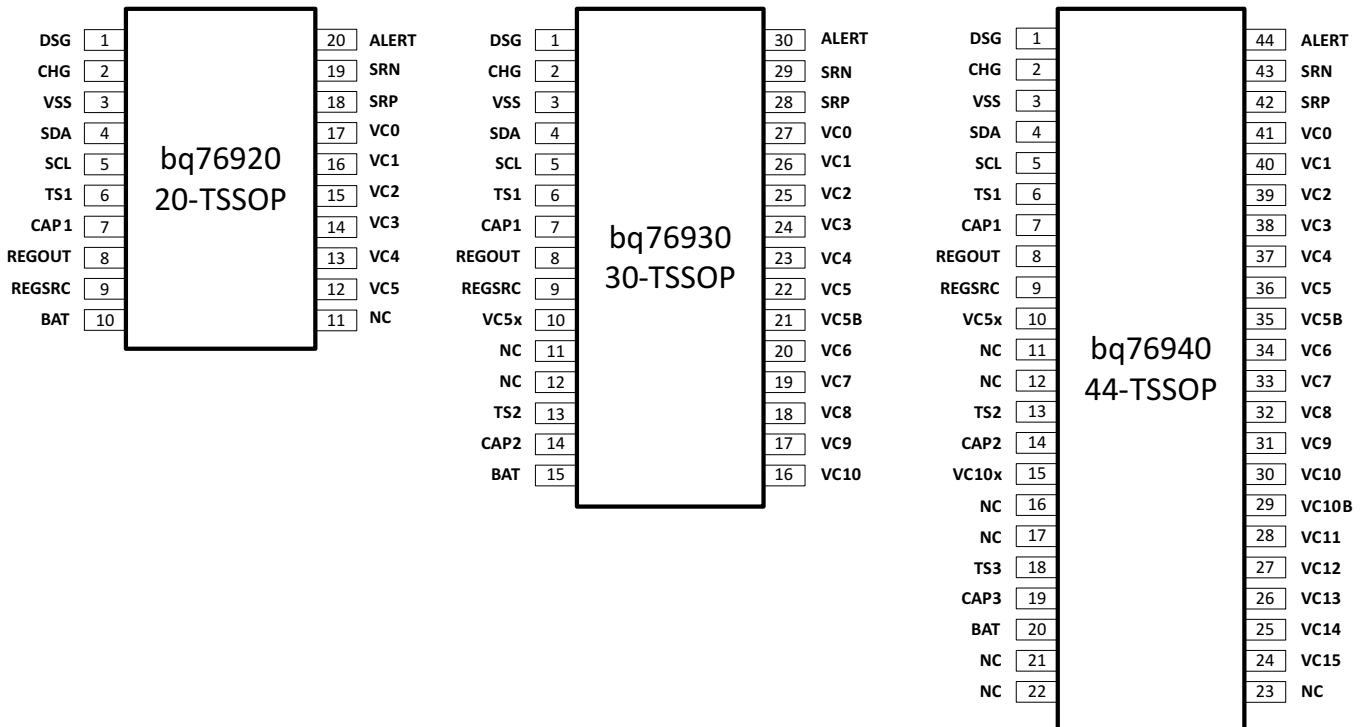 DSG 1 20 ALERT
CHG 2 19 SRN
VSS 3 18 SRP
SDA 4 17 VC0
SCL 5 16 VC1
TS1 6 15 VC2
CAP1 7 14 VC3
REGOUT 8 13 VC4
REGSRC 9 12 VC5
BAT 10 11 NC
bq76920
20-TSSOP
DSG 1 30 ALERT
CHG 2 29 SRN
VSS 3 28 SRP
SDA 4 27 VC0
SCL 5 26 VC1
TS1 6 25 VC2
CAP1 7 24 VC3
REGOUT 8 23 VC4
REGSRC 9 22 VC5
VC5x 10 21 VC5B
NC 11 20 VC6
NC 12 19 VC7
TS2 13 18 VC8
CAP2 14 17 VC9
BAT 15 16 VC10
bq76930
30-TSSOP
DSG 1 44 ALERT
CHG 2 43 SRN
VSS 3 42 SRP
SDA 4 41 VC0
SCL 5 40 VC1
TS1 6 39 VC2
CAP1 7 38 VC3
REGOUT 8 37 VC4
REGSRC 9 36 VC5
VC5x 10 35 VC5B
NC 11 34 VC6
NC 12 33 VC7
TS2 13 32 VC8
CAP2 14 31 VC9
VC10x 15 30 VC10
NC 16 29 VC10B
NC 17 28 VC11
TS3 18 27 VC12
CAP3 19 26 VC13
BAT 20 25 VC14
NC 21 24 VC15
NC 22 23 NC
bq76940
44-TSSOP